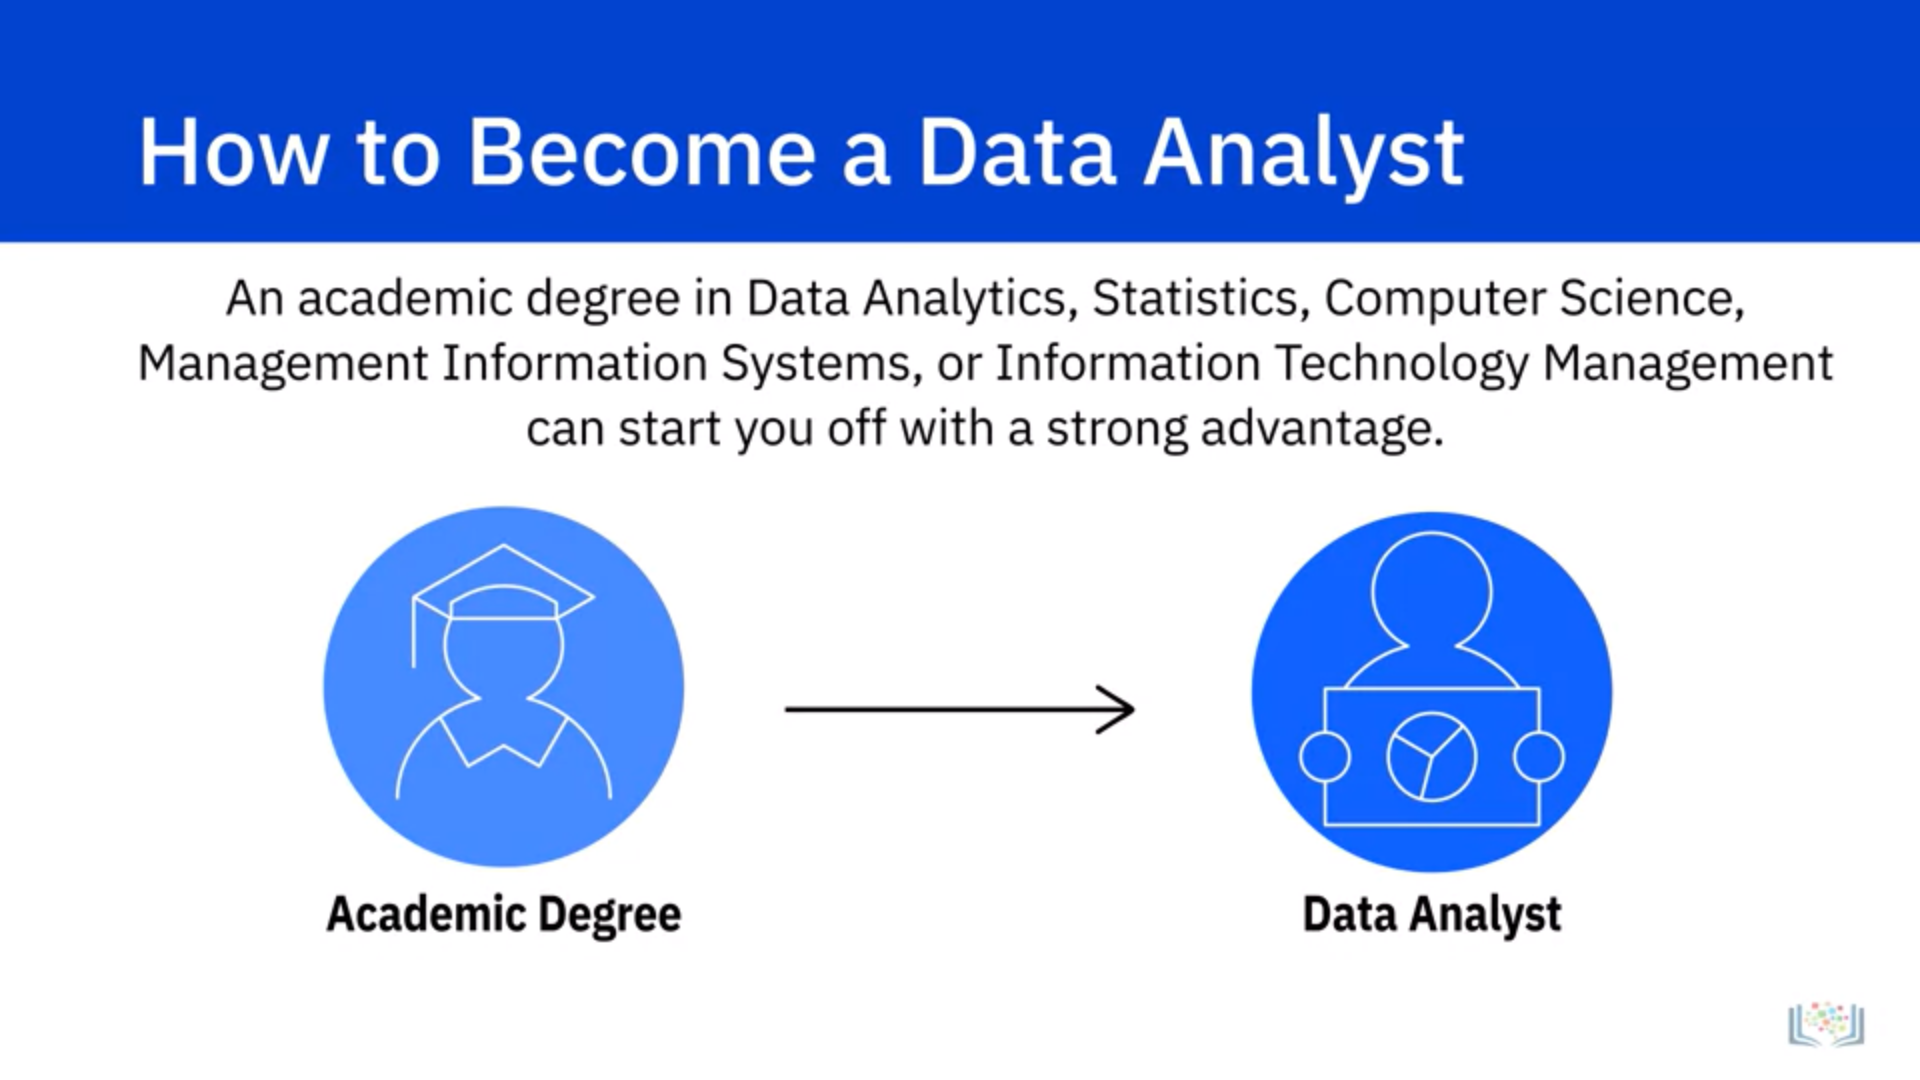 How to Become a Data Analyst
An academic degree in Data Analytics, Statistics, Computer Science,
Management Information Systems, or Information Technology Management
can start you off with a strong advantage.
Academic Degree
Data Analyst